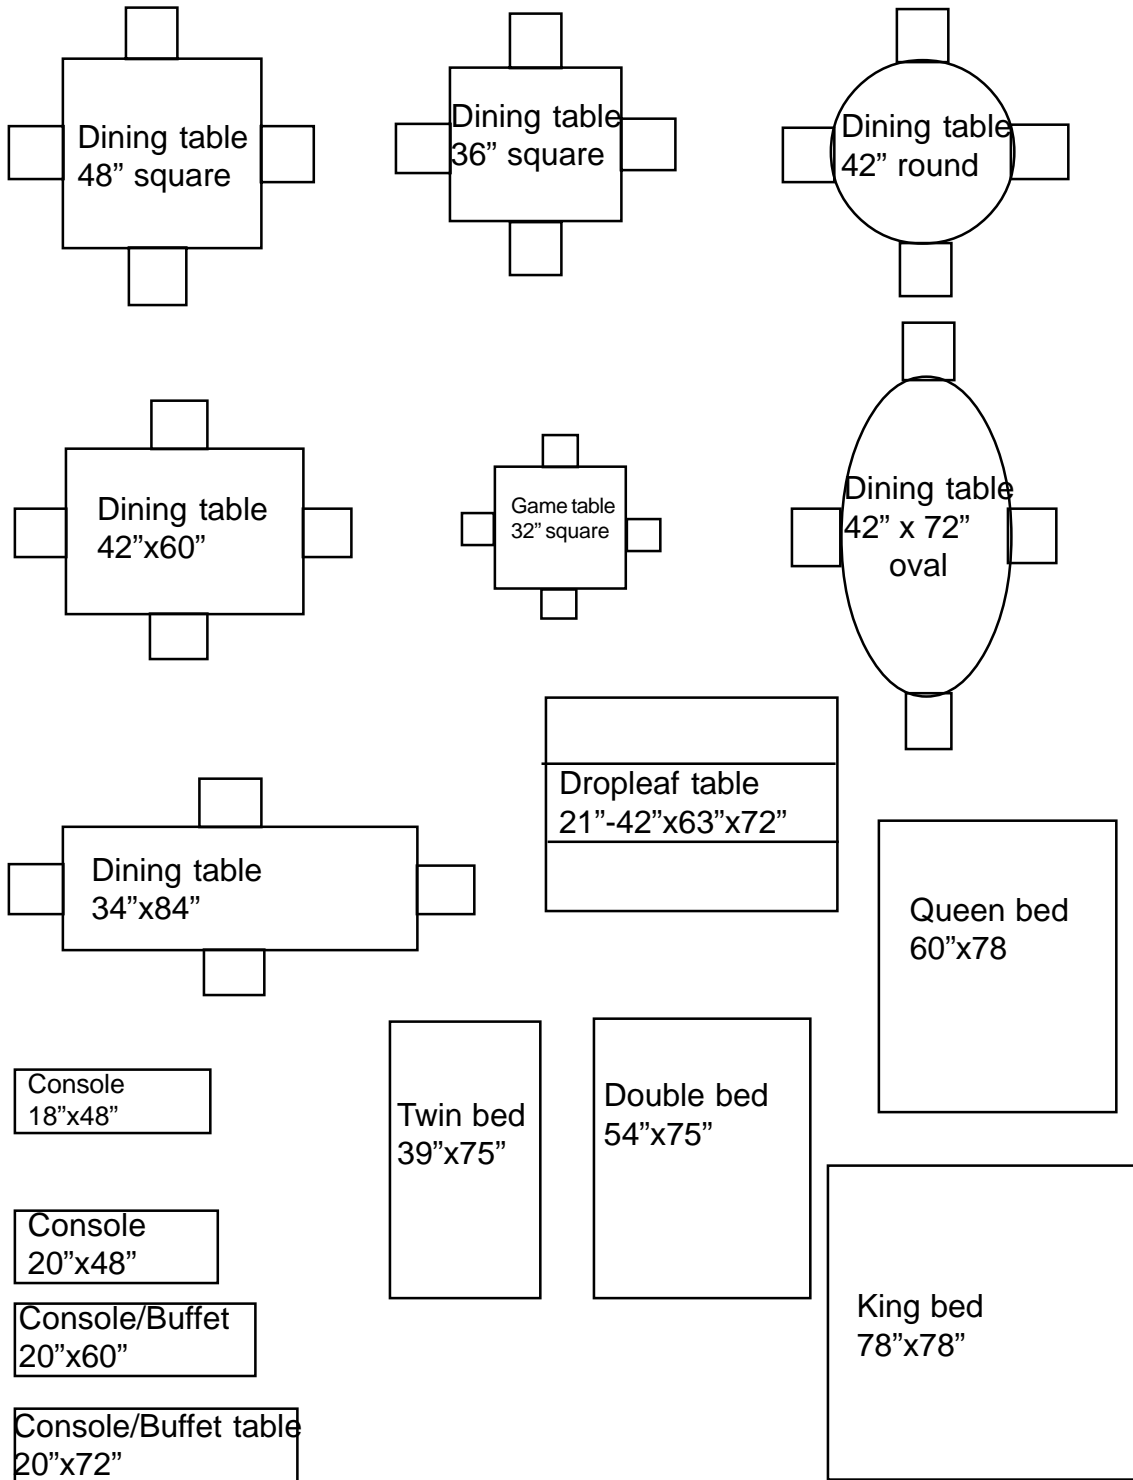 Dining table
48” square
Dining table
36” square
Dining table
42” round
Dining table
42”x60”
Game table
32” square
Dining table
42” x 72”
oval
Dropleaf table
21”-42”x63”x72”
Dining table
34”x84”
Queen bed
60”x78
Console
18”x48”
Twin bed
39”x75”
Double bed
54”x75”
Console
20”x48”
Console/Buffet
20”x60”
King bed
78”x78”
Console/Buffet table
20”x72”